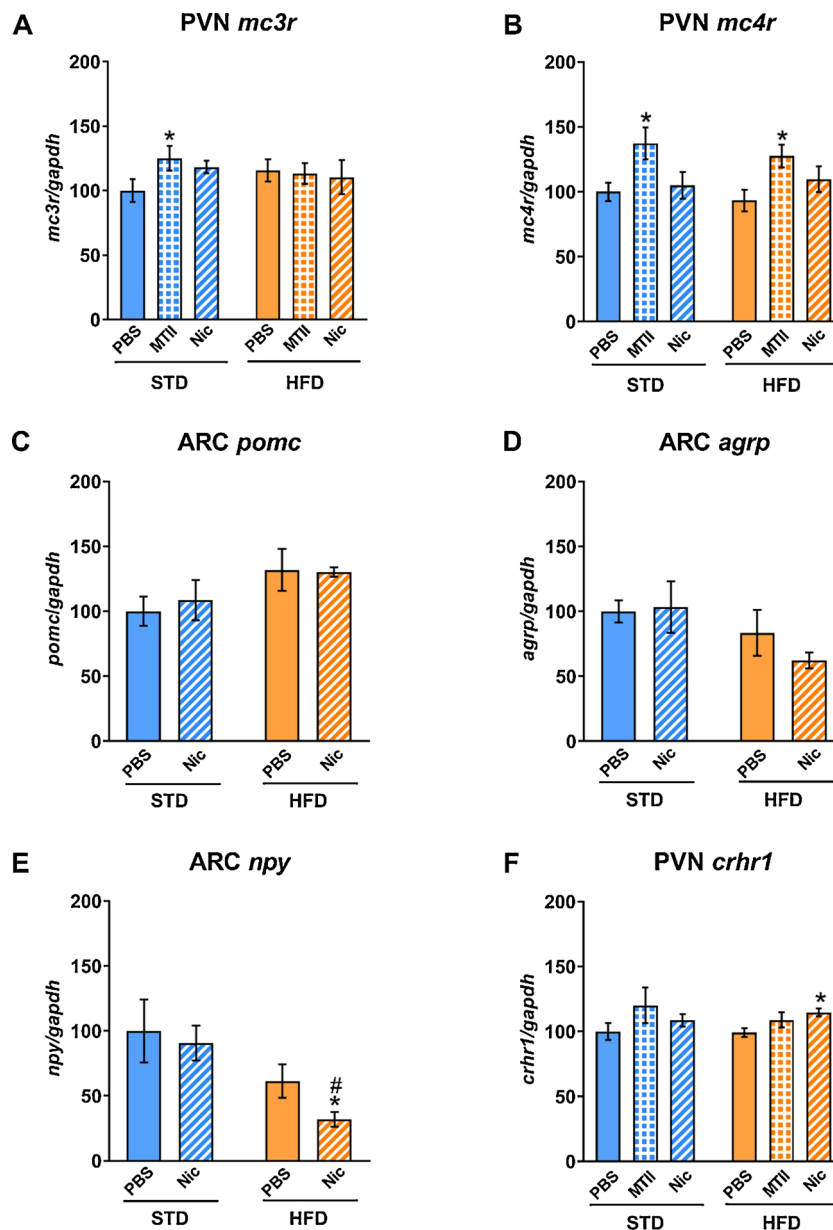 A
PVN mc3r
mc3r/gapdh
200
150
100
50
0
*
PBS MTII Nic PBS MTII Nic
STD HFD
B
PVN mc4r
mc4r/gapdh
200
150
100
50
0
* *
PBS MTII Nic PBS MTII Nic
STD HFD
C
ARC pomc
pomc/gapdh
200
150
100
50
0
PBS Nic PBS Nic
STD HFD
D
ARC agrp
agrp/gapdh
200
150
100
50
0
PBS Nic PBS Nic
STD HFD
E
ARC npy
npy/gapdh
200
150
100
50
0
#
*
PBS Nic PBS Nic
STD HFD
F
PVN crhr1
crhr1/gapdh
200
150
100
50
0
*
PBS MTII Nic PBS MTII Nic
STD HFD